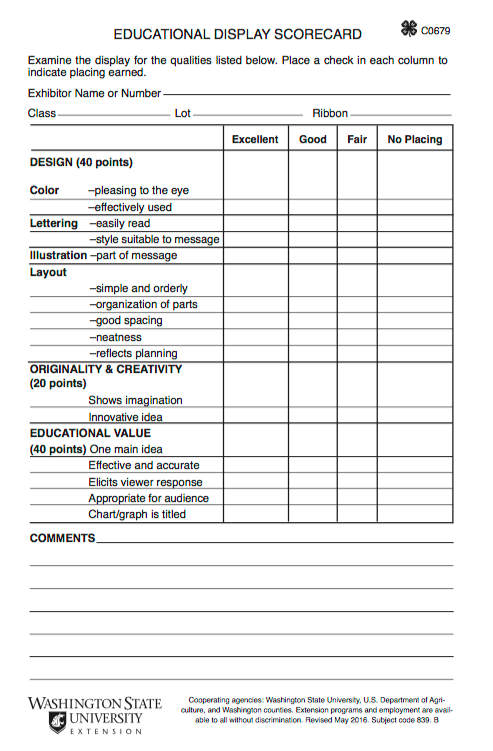 EDUCATIONAL DISPLAY SCORECARD
C0679
Examine the display for the qualities listed below. Place a check in each column to
indicate placing earned.
Exhibitor Name or Number
Class Lot Ribbon
Excellent Good Fair No Placing
DESIGN (40 points)
Color –pleasing to the eye
–effectively used
Lettering –easily read
–style suitable to message
Illustration –part of message
Layout
–simple and orderly
–organization of parts
–good spacing
–neatness
–reflects planning
ORIGINALITY & CREATIVITY
(20 points)
Shows imagination
Innovative idea
EDUCATIONAL VALUE
(40 points) One main idea
Effective and accurate
Elicits viewer response
Appropriate for audience
Chart/graph is titled
COMMENTS
WASHINGTON STATE
UNIVERSITY
EXTENSION
Cooperating agencies: Washington State University, U.S. Department of Agri-
culture, and Washington counties. Extension programs and employment are avail-
able to all without discrimination. Revised May 2016. Subject code 839. B